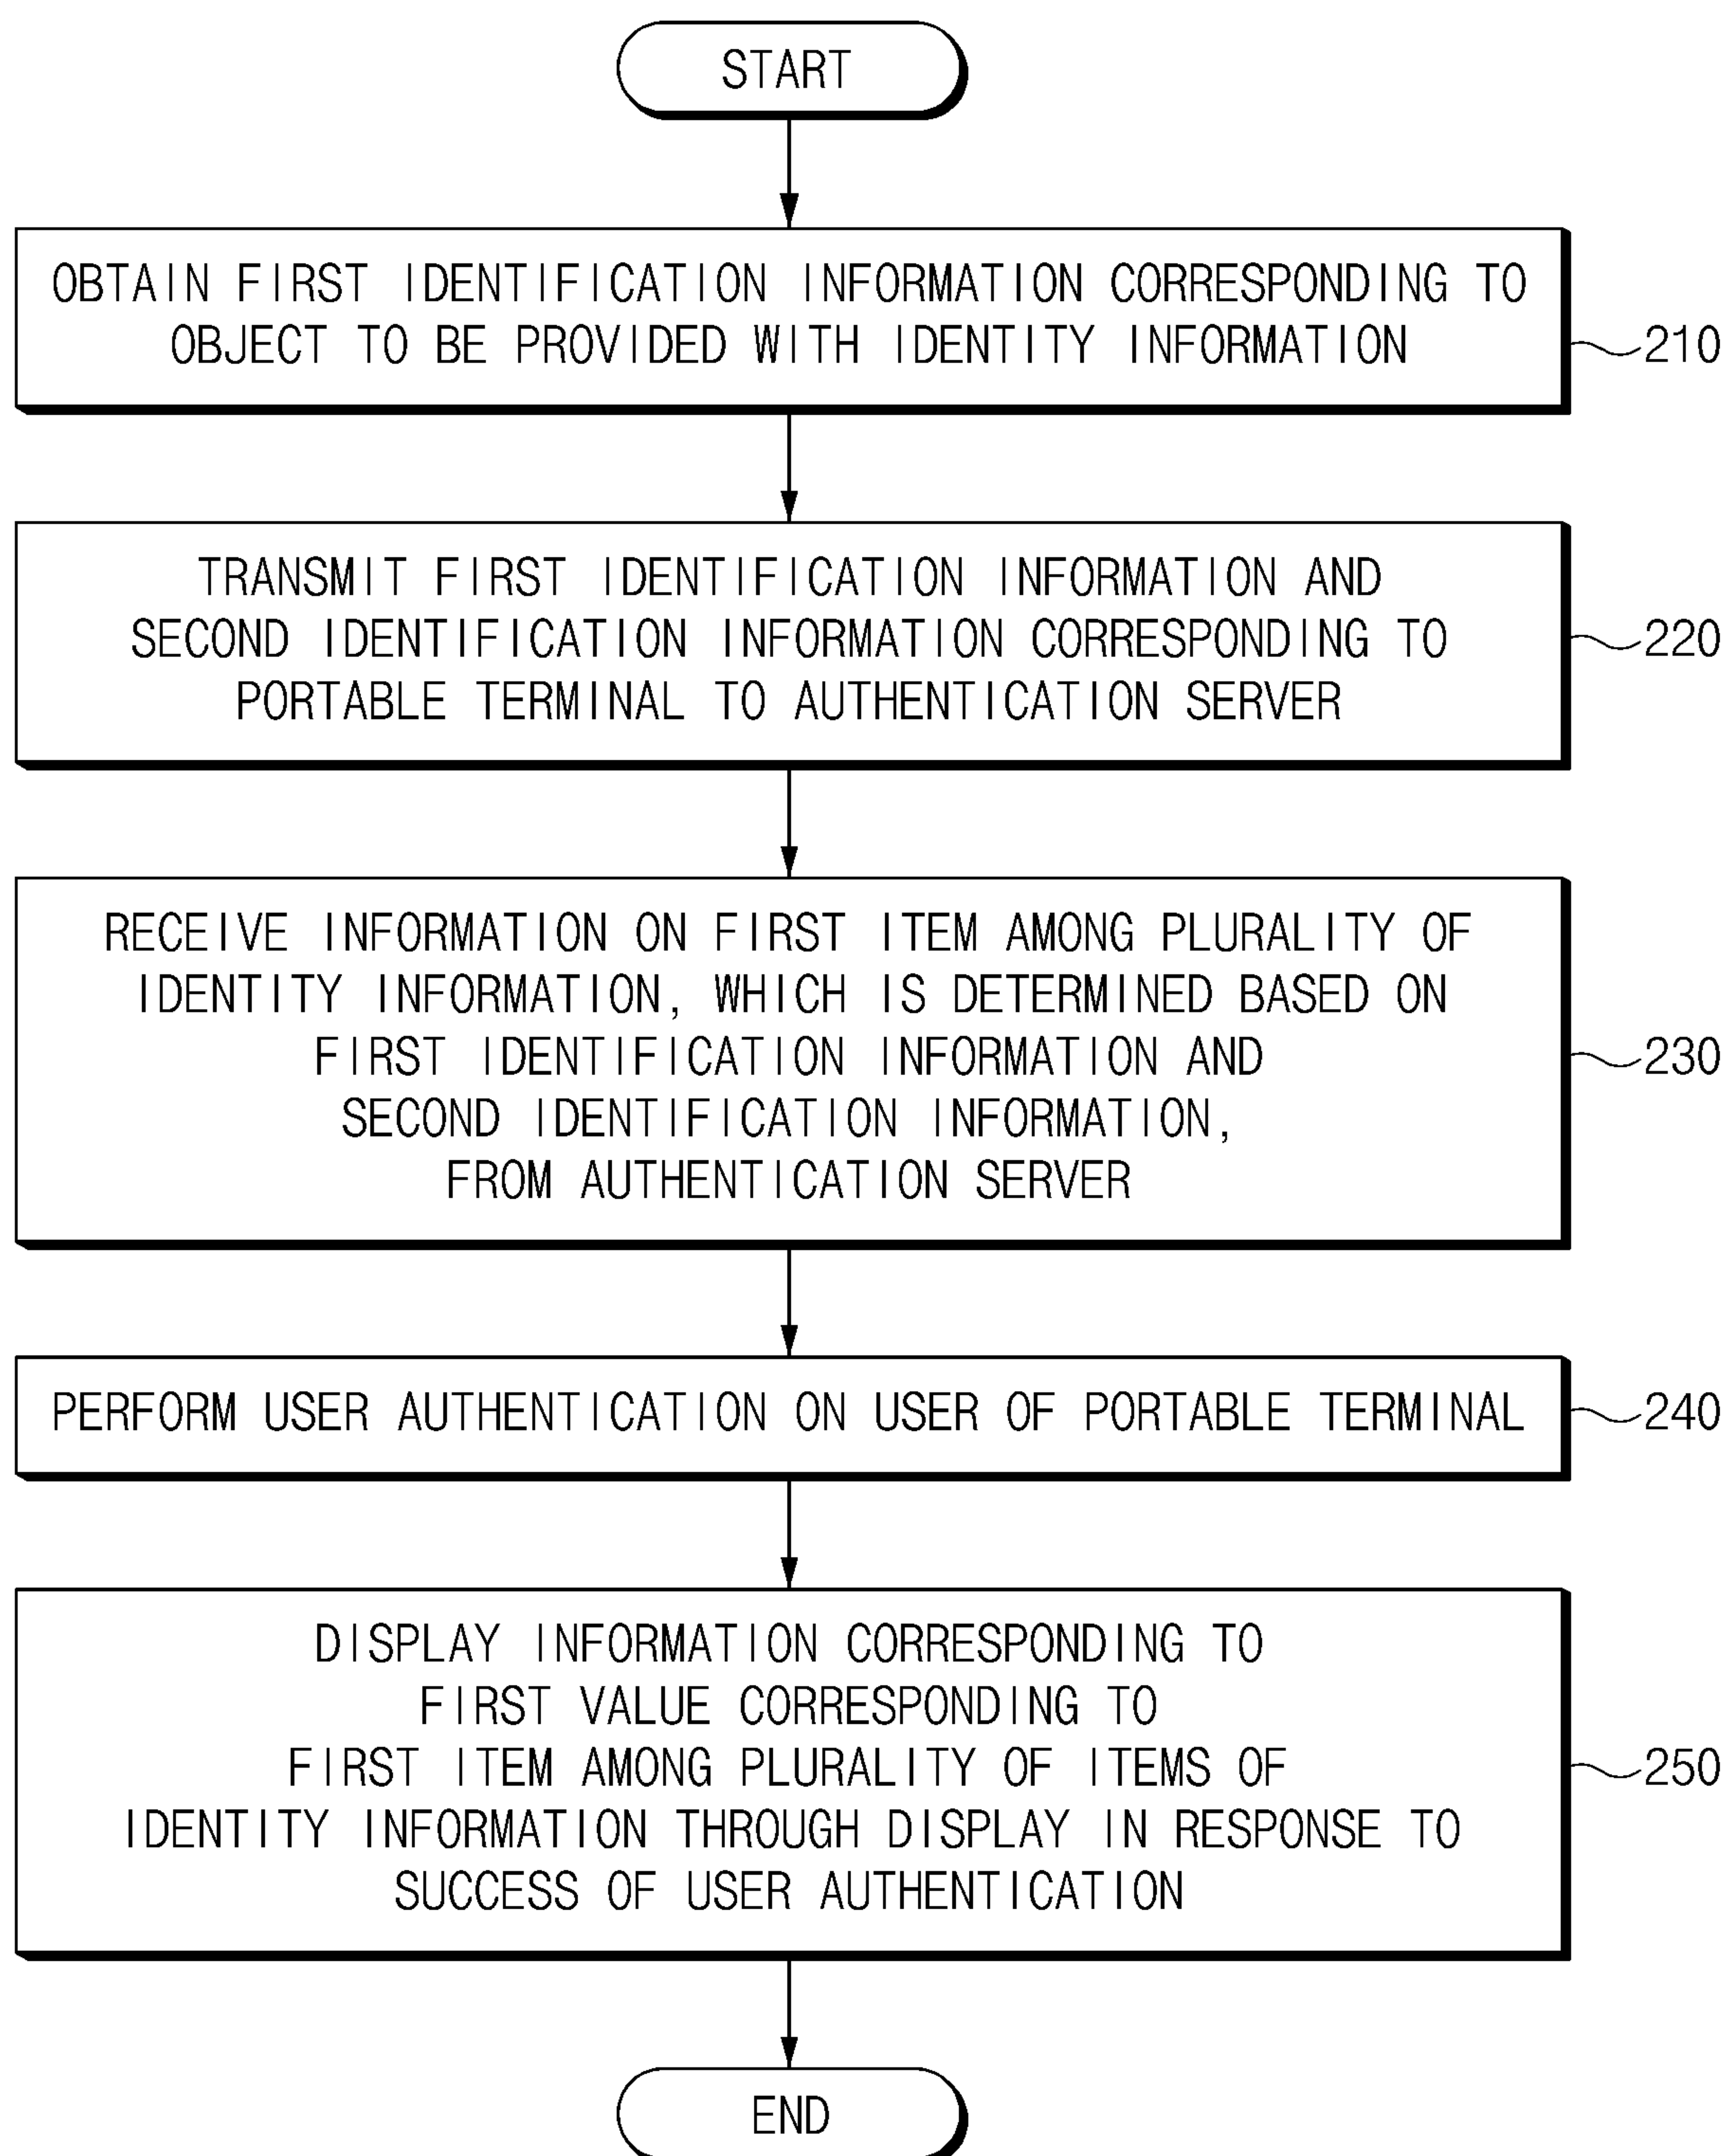 START
OBTAIN FIRST IDENTIFICATION INFORMATION CORRESPONDING TO
OBJECT TO BE PROVIDED WITH IDENTITY INFORMATION
210
TRANSMIT FIRST IDENTIFICATION INFORMATION AND
SECOND IDENTIFICATION INFORMATION CORRESPONDING TO
PORTABLE TERMINAL TO AUTHENTICATION SERVER
220
RECEIVE INFORMATION ON FIRST ITEM AMONG PLURALITY OF
IDENTITY INFORMATION, WHICH IS DETERMINED BASED ON
FIRST IDENTIFICATION INFORMATION AND
SECOND IDENTIFICATION INFORMATION,
FROM AUTHENTICATION SERVER
230
PERFORM USER AUTHENTICATION ON USER OF PORTABLE TERMINAL
240
DISPLAY INFORMATION CORRESPONDING TO
FIRST VALUE CORRESPONDING TO
FIRST ITEM AMONG PLURALITY OF ITEMS OF
IDENTITY INFORMATION THROUGH DISPLAY IN RESPONSE TO
SUCCESS OF USER AUTHENTICATION
250
END